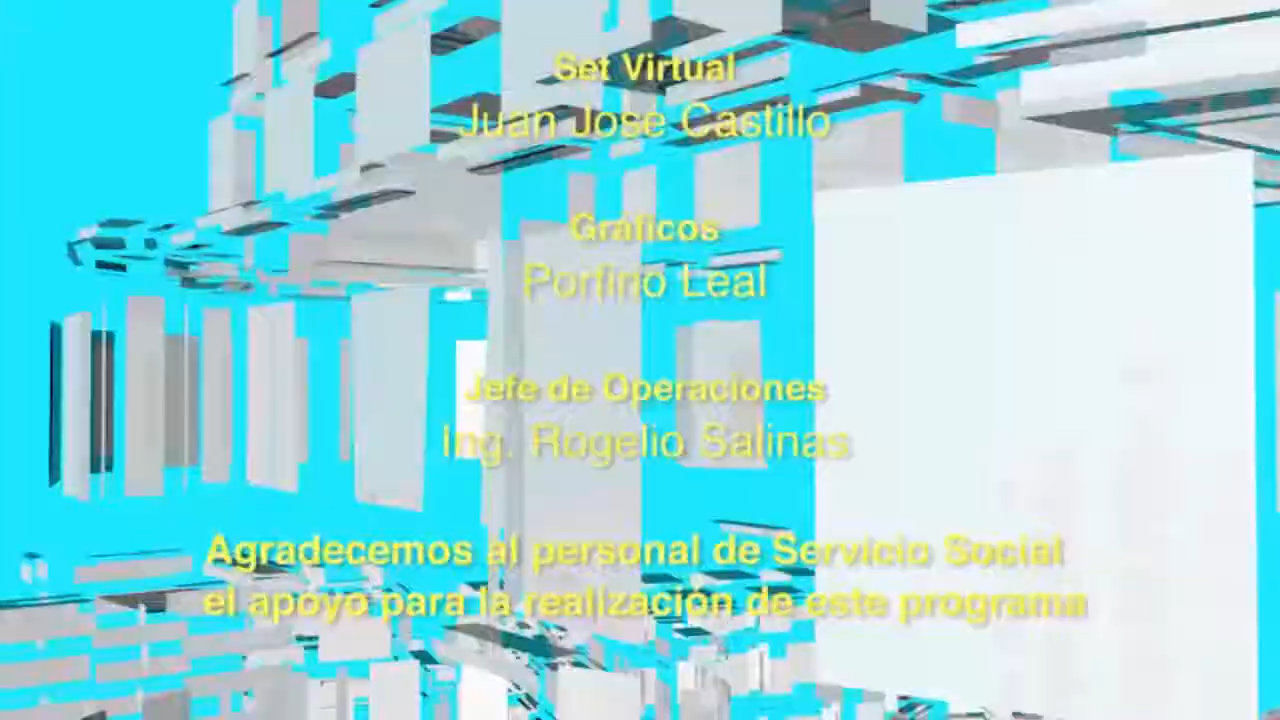 Set Virtual
Juan José Castillo
Gráficos
Porfirio Leal
Jefe de Operaciones
Ing. Rogelio Salinas
Agradecemos al personal de Servicio Social
el apoyo para la realización de este programa